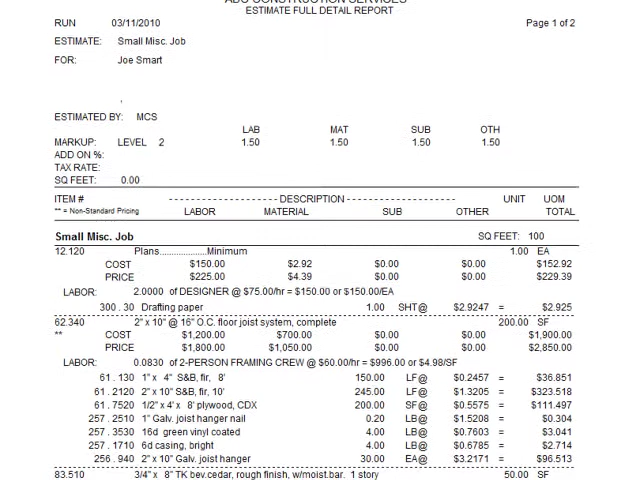 ABC CONSTRUCTION SERVICES
ESTIMATE FULL DETAIL REPORT
RUN 03/11/2010 Page 1 of 2
ESTIMATE: Small Misc. Job
FOR: Joe Smart
,
ESTIMATED BY: MCS
LAB MAT SUB OTH
MARKUP: LEVEL 2 1.50 1.50 1.50 1.50
ADD ON %:
TAX RATE:
SQ FEET: 0.00
ITEM # - - - - - - - - - - - - - - - - - - - - DESCRIPTION - - - - - - - - - - - - - - - - - - - - UNIT UOM
** = Non-Standard Pricing LABOR MATERIAL SUB OTHER TOTAL
Small Misc. Job SQ FEET: 100
12.120 Plans...................Minimum 1.00 EA
COST $150.00 $2.92 $0.00 $0.00 $152.92
PRICE $225.00 $4.39 $0.00 $0.00 $229.39
LABOR: 2.0000 of DESIGNER @ $75.00/hr = $150.00 or $150.00/EA
300 . 30 Drafting paper 1.00 SHT@ $2.9247 = $2.925
62.340 2" x 10" @ 16" O.C. floor joist system, complete 200.00 SF
** COST $1,200.00 $700.00 $0.00 $0.00 $1,900.00
PRICE $1,800.00 $1,050.00 $0.00 $0.00 $2,850.00
LABOR: 0.0830 of 2-PERSON FRAMING CREW @ $60.00/hr = $996.00 or $4.98/SF
61 . 130 1" x 4" S&B, fir, 8' 150.00 LF@ $0.2457 = $36.851
61 . 2120 2" x 10" S&B, fir, 10' 245.00 LF@ $1.3205 = $323.518
61 . 7520 1/2" x 4' x 8' plywood, CDX 200.00 SF@ $0.5575 = $111.497
257 . 2510 1" Galv. joist hanger nail 0.20 LB@ $1.5208 = $0.304
257 . 3530 16d green vinyl coated 4.00 LB@ $0.7603 = $3.041
257 . 1710 6d casing, bright 4.00 LB@ $0.6785 = $2.714
256 . 940 2" x 10" Galv. joist hanger 30.00 EA@ $3.2171 = $96.513
83.510 3/4" x 8" TK bev.cedar, rough finish, w/moist.bar. 1 story 50.00 SF